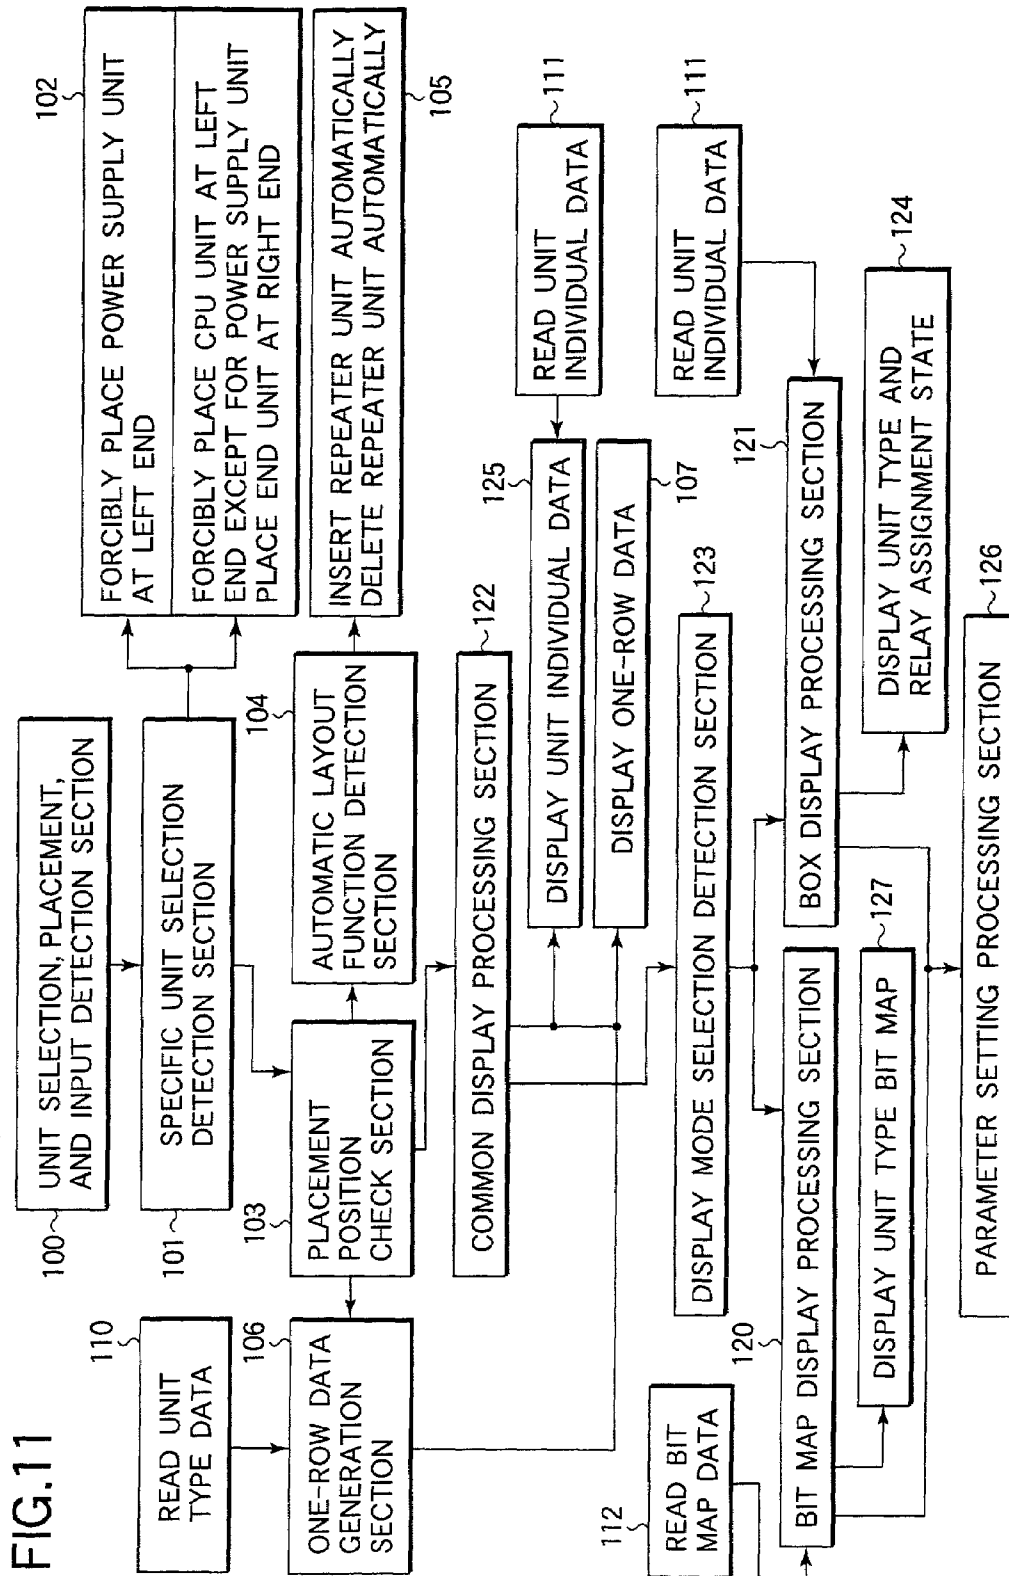 FIG.11
100
UNIT SELECTION, PLACEMENT,
AND INPUT DETECTION SECTION
101
SPECIFIC UNIT SELECTION
DETECTION SECTION
102
FORCIBLY PLACE POWER SUPPLY UNIT
AT LEFT END
FORCIBLY PLACE CPU UNIT AT LEFT
END EXCEPT FOR POWER SUPPLY UNIT
PLACE END UNIT AT RIGHT END
110
READ UNIT
TYPE DATA
103
PLACEMENT
POSITION
CHECK SECTION
104
AUTOMATIC LAYOUT
FUNCTION DETECTION
SECTION
105
INSERT REPEATER UNIT AUTOMATICALLY
DELETE REPEATER UNIT AUTOMATICALLY
106
ONE-ROW DATA
GENERATION
SECTION
122
COMMON DISPLAY PROCESSING SECTION
125
DISPLAY UNIT INDIVIDUAL DATA
111
READ UNIT
INDIVIDUAL DATA
107
DISPLAY ONE-ROW DATA
123
DISPLAY MODE SELECTION DETECTION SECTION
111
READ UNIT
INDIVIDUAL DATA
112
READ BIT
MAP DATA
120
BIT MAP DISPLAY PROCESSING SECTION
121
BOX DISPLAY PROCESSING SECTION
127
DISPLAY UNIT TYPE BIT MAP
124
DISPLAY UNIT TYPE AND
RELAY ASSIGNMENT STATE
126
PARAMETER SETTING PROCESSING SECTION